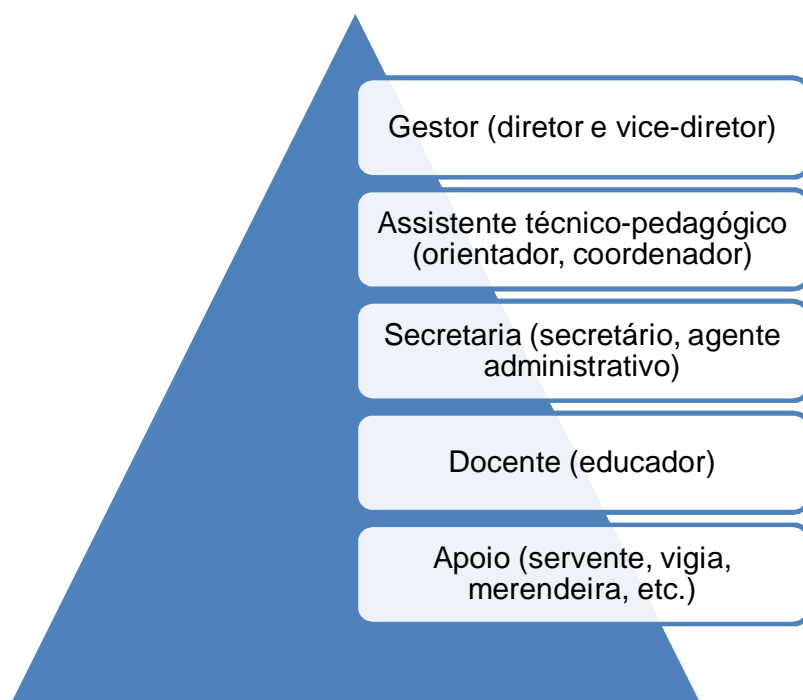 Gestor (diretor e vice-diretor)
Assistente técnico-pedagógico
(orientador, coordenador)
Secretaria (secretário, agente
administrativo)
Docente (educador)
Apoio (servente, vigia,
merendeira, etc.)